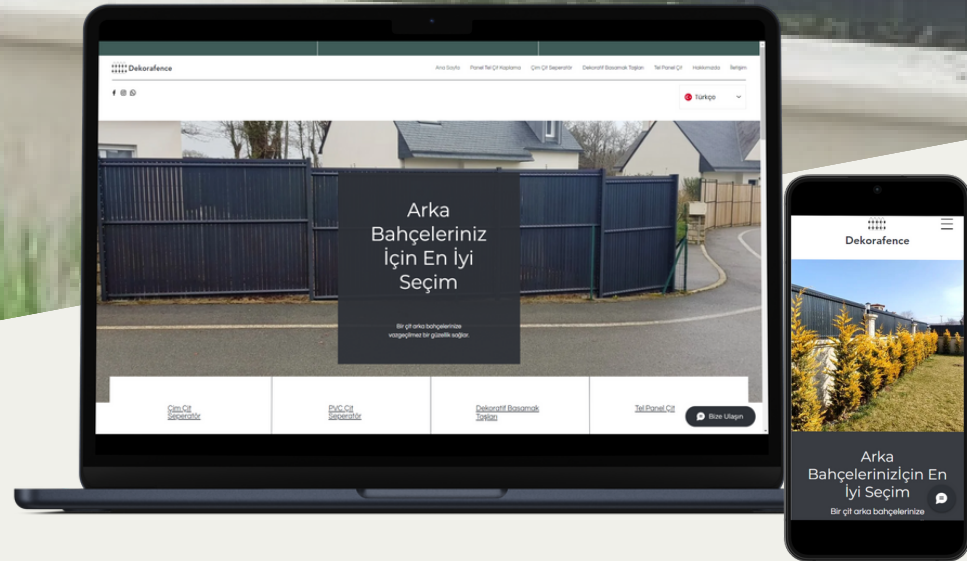 Dekorafence
Ana Sayfa Panel Tel Çit Kaplama Çim Çit Seperatör Dekoratif Basamak Taşları Tel Panel Çit Hakkımızda İletişim
Türkçe
Arka
Bahçeleriniz
İçin En İyi
Seçim
Bir çit arka bahçelerinize
vazgeçilmez bir güzellik sağlar.
Çim Çit
Seperatör
PVC Çit
Seperatör
Dekoratif Basamak
Taşları
Tel Panel Çit
Bize Ulaşın
Dekorafence
Arka
Bahçelerinizİçin En
İyi Seçim
Bir çit arka bahçelerinize